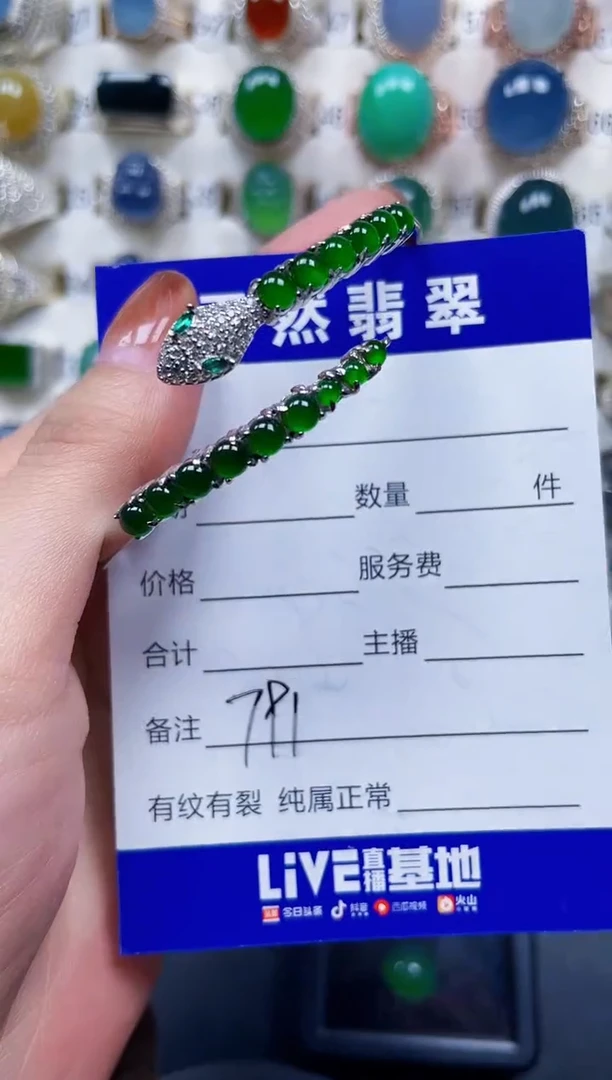 然翡翠
数量 件
价格 服务费
合计 主播
备注 791
有纹有裂 纯属正常
LiVE直播基地
今日头条 抖音 西瓜视频 火山